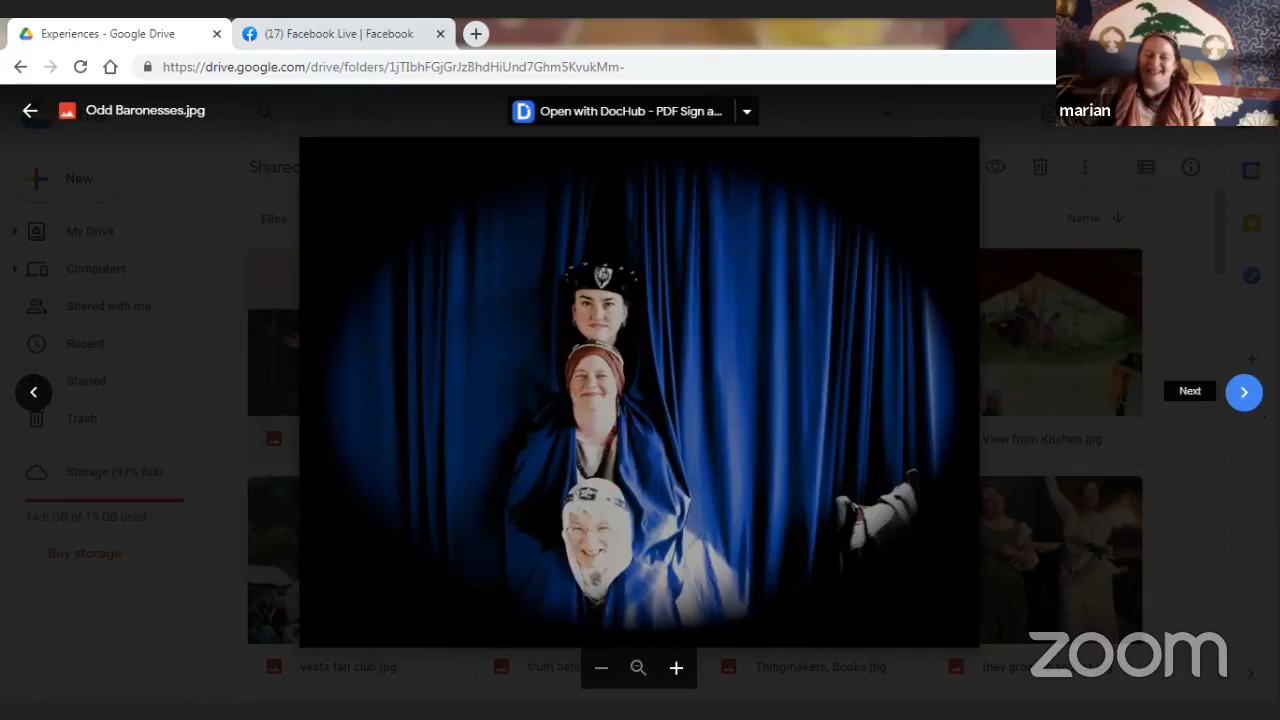 Experiences - Google Drive
(17) Facebook Live | Facebook
https://drive.google.com/drive/folders/1jTIbhFGjGrJzBhdHiUnd7Ghm5KvukMm-
marian
Odd Baronesses.jpg
Open with DocHub - PDF Sign a...
New
Shared
My Drive
Files
Name
Computers
Shared with me
Recent
Starred
Next
Trash
View from Kitchen.jpg
Storage (97% full)
14.6 GB of 15 GB used
Buy storage
vesta fan club.jpg
truth
Thingmakers, Books.jpg
they
zoom